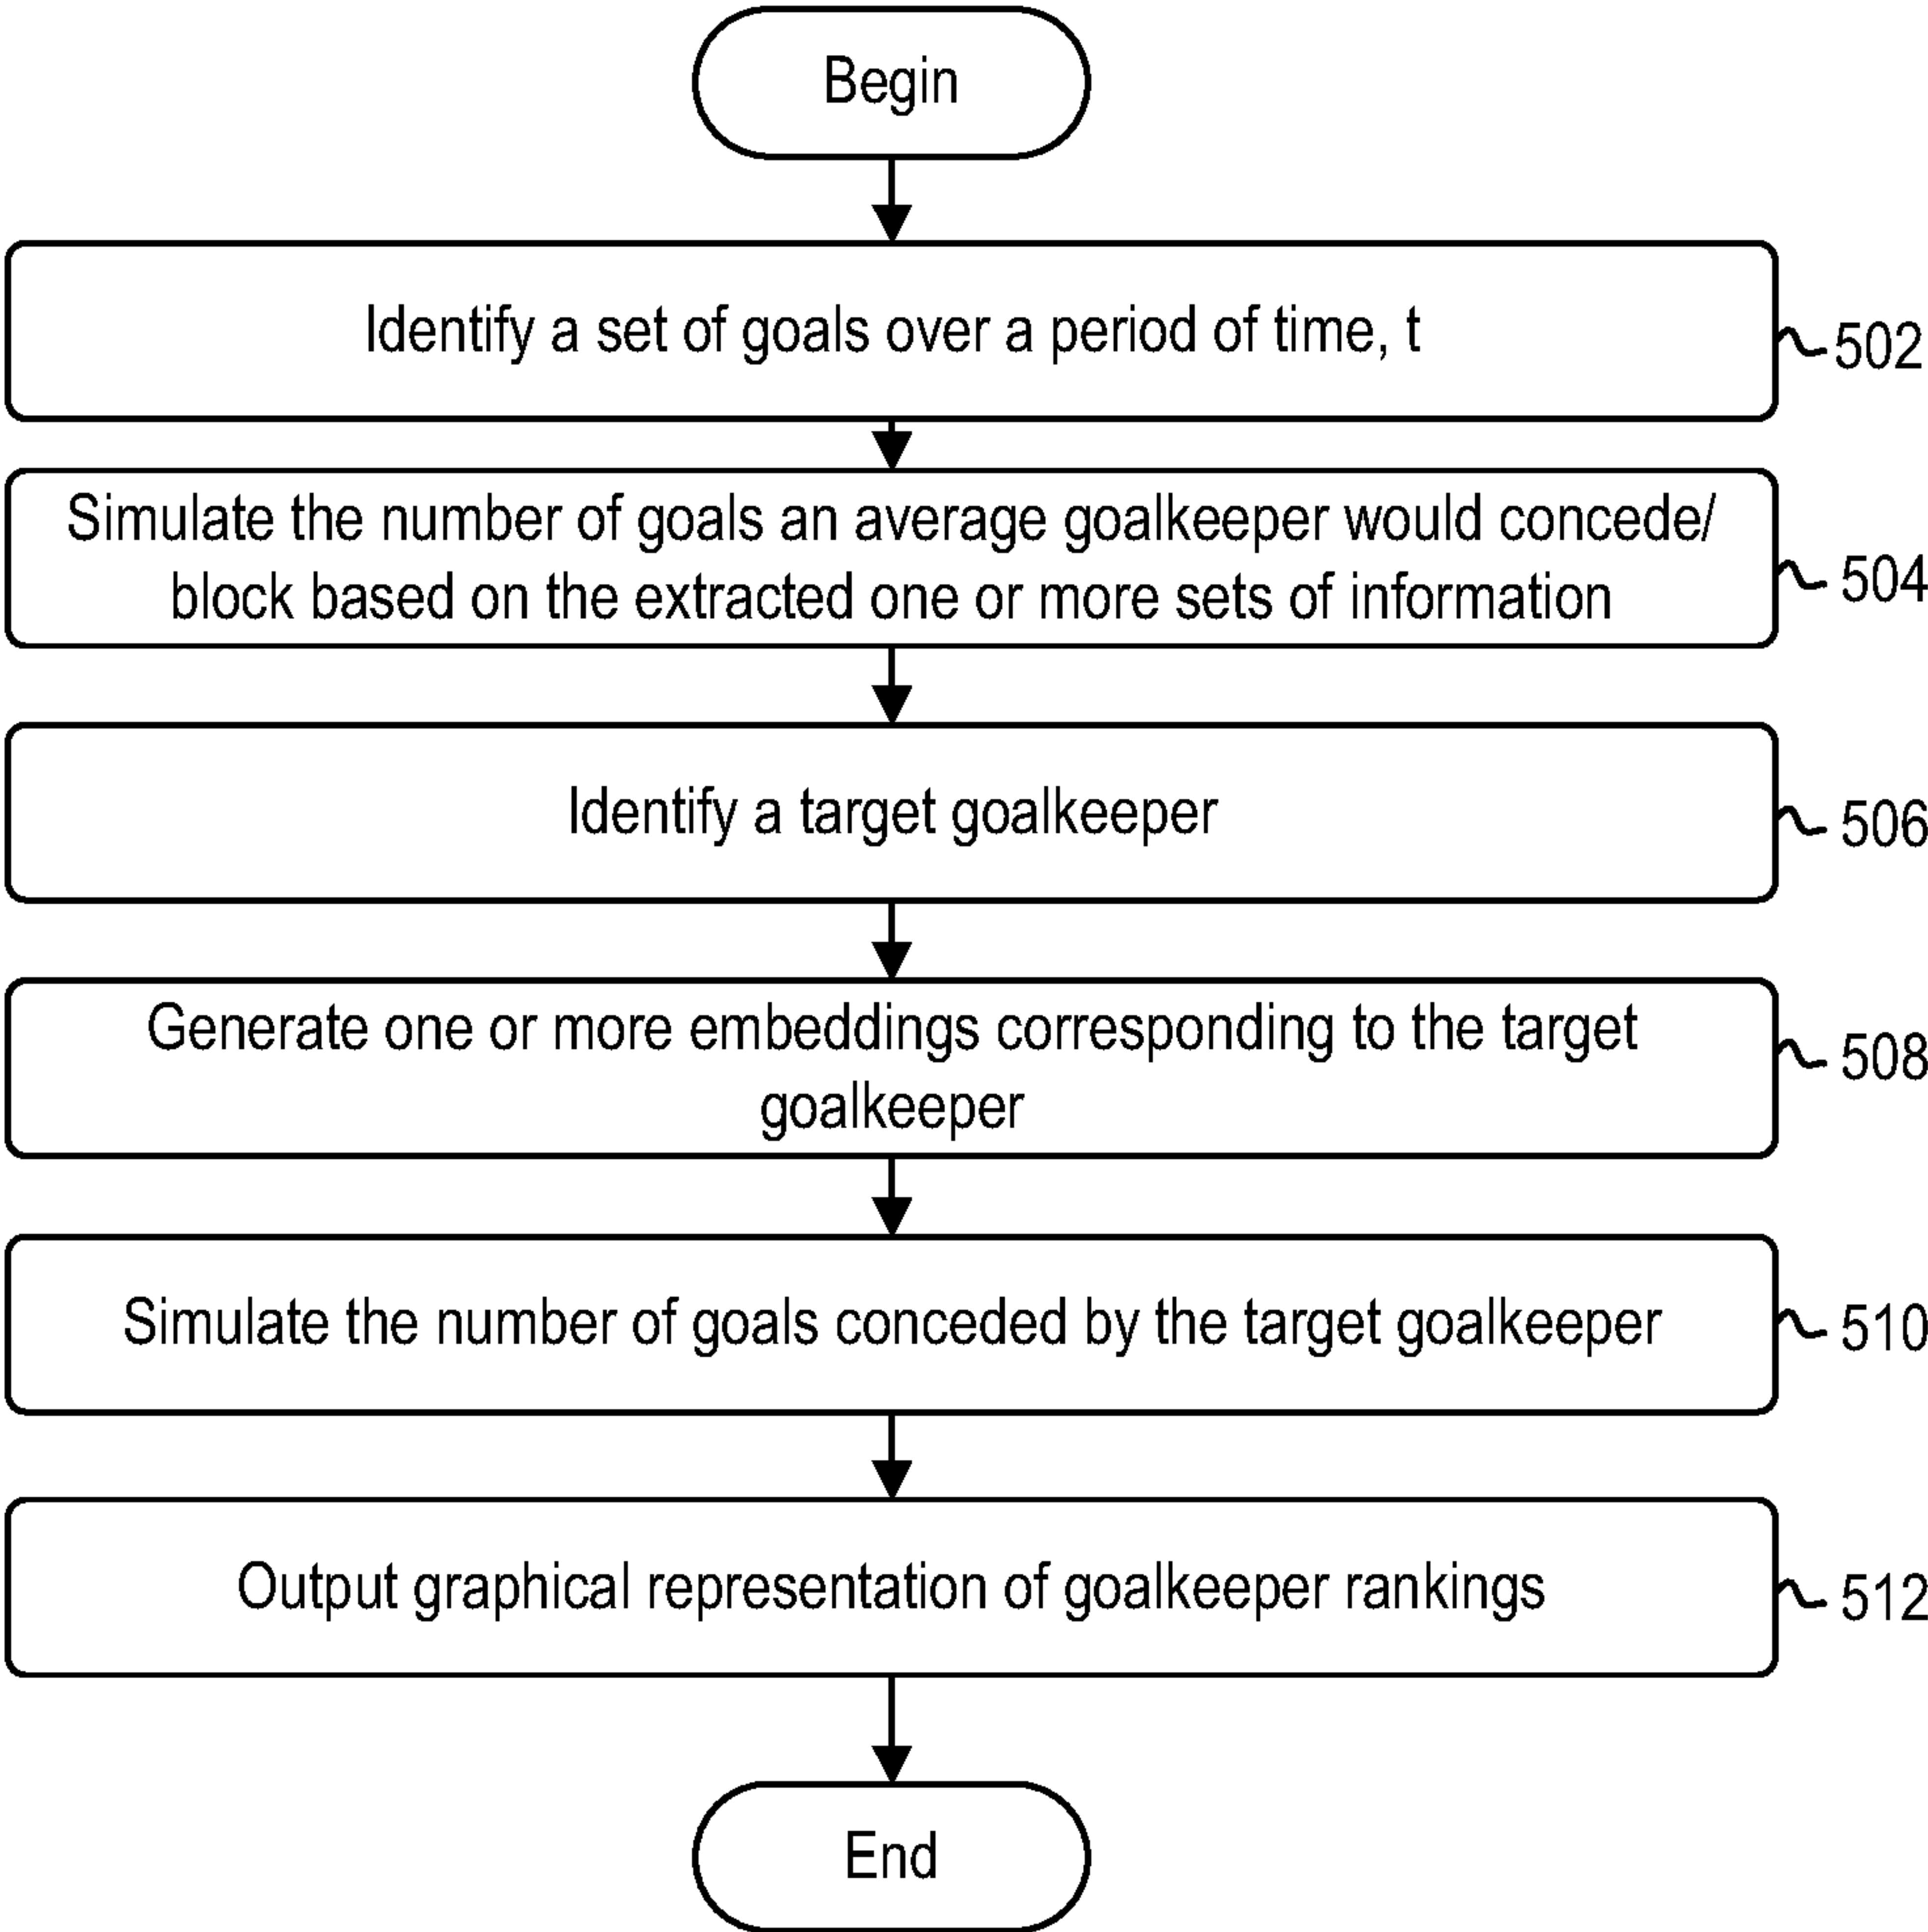 Begin
Identify a set of goals over a period of time, t
502
Simulate the number of goals an average goalkeeper would concede/
block based on the extracted one or more sets of information
504
Identify a target goalkeeper
506
Generate one or more embeddings corresponding to the target
goalkeeper
508
Simulate the number of goals conceded by the target goalkeeper
510
Output graphical representation of goalkeeper rankings
512
End